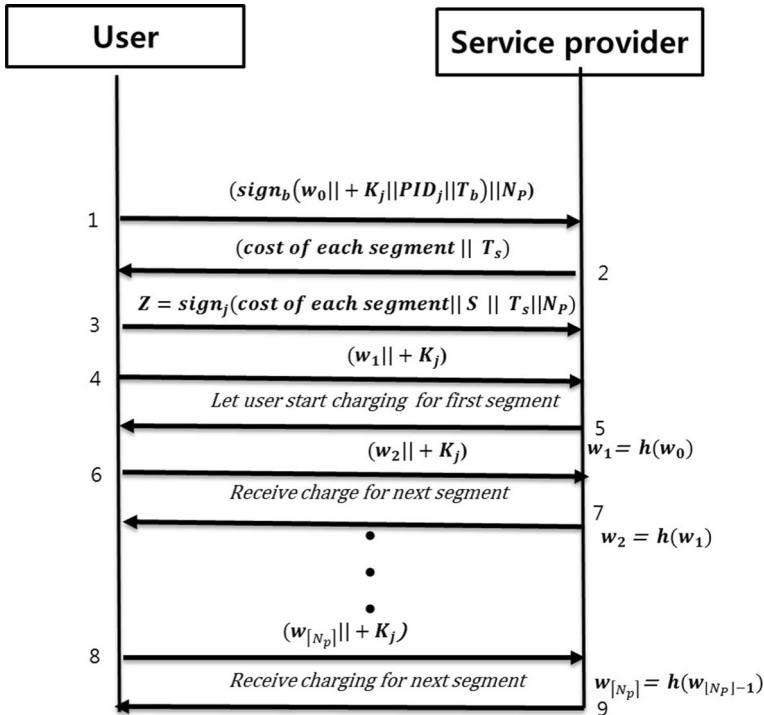 User
Service provider
(sign_b(w_0||+K_j||PID_j||T_b)||N_P)
1
(cost of each segment || T_s)
2
Z = sign_j(cost of each segment|| S || T_s||N_P)
3
(w_1||+K_j)
4
Let user start charging for first segment
5
w_1 = h(w_0)
(w_2||+K_j)
6
Receive charge for next segment
7
w_2 = h(w_1)
(w_⌈N_p⌉||+K_j)
8
Receive charging for next segment
w_⌈N_p⌉ = h(w_⌊N_P⌋-1)
9